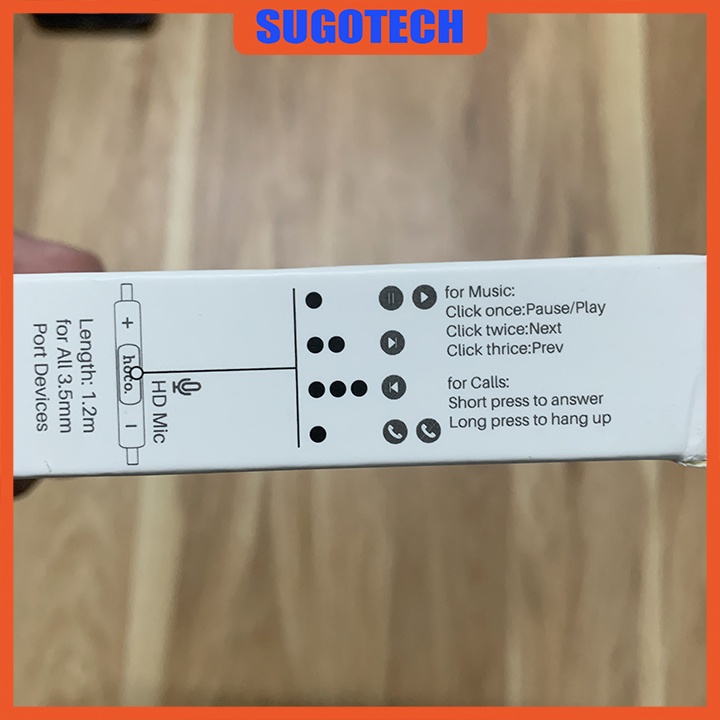 SUGOTECH
for Music:
Click once:Pause/Play
Click twice:Next
Click thrice:Prev
for Calls:
Short press to answer
Long press to hang up
HD Mic
+
hoco.
−
Length: 1.2m
for All 3.5mm
Port Devices